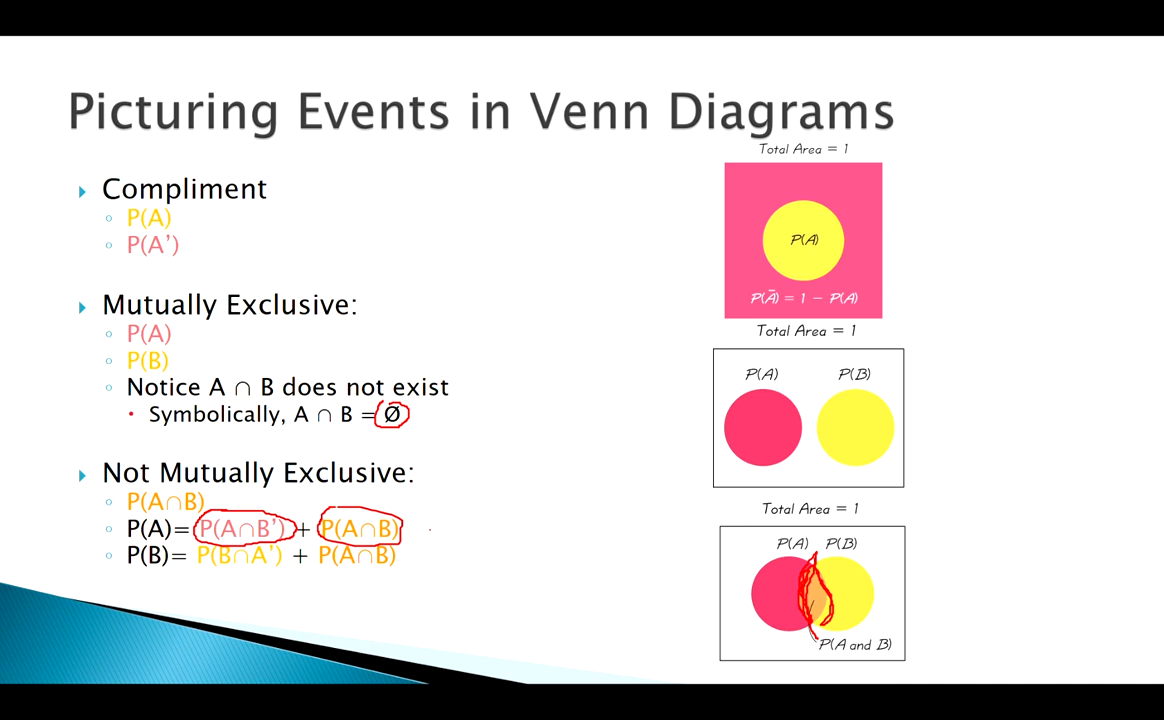 Picturing Events in Venn Diagrams
Compliment
P(A)
P(A’)
Mutually Exclusive:
P(A)
P(B)
Notice A ∩ B does not exist
Symbolically, A ∩ B = Ø
Not Mutually Exclusive:
P(A∩B)
P(A)= P(A∩B’) + P(A∩B)
P(B)= P(B∩A’) + P(A∩B)
Total Area = 1
P(A)
P(Ā) = 1 − P(A)
Total Area = 1
P(A) P(B)
Total Area = 1
P(A) P(B)
P(A and B)